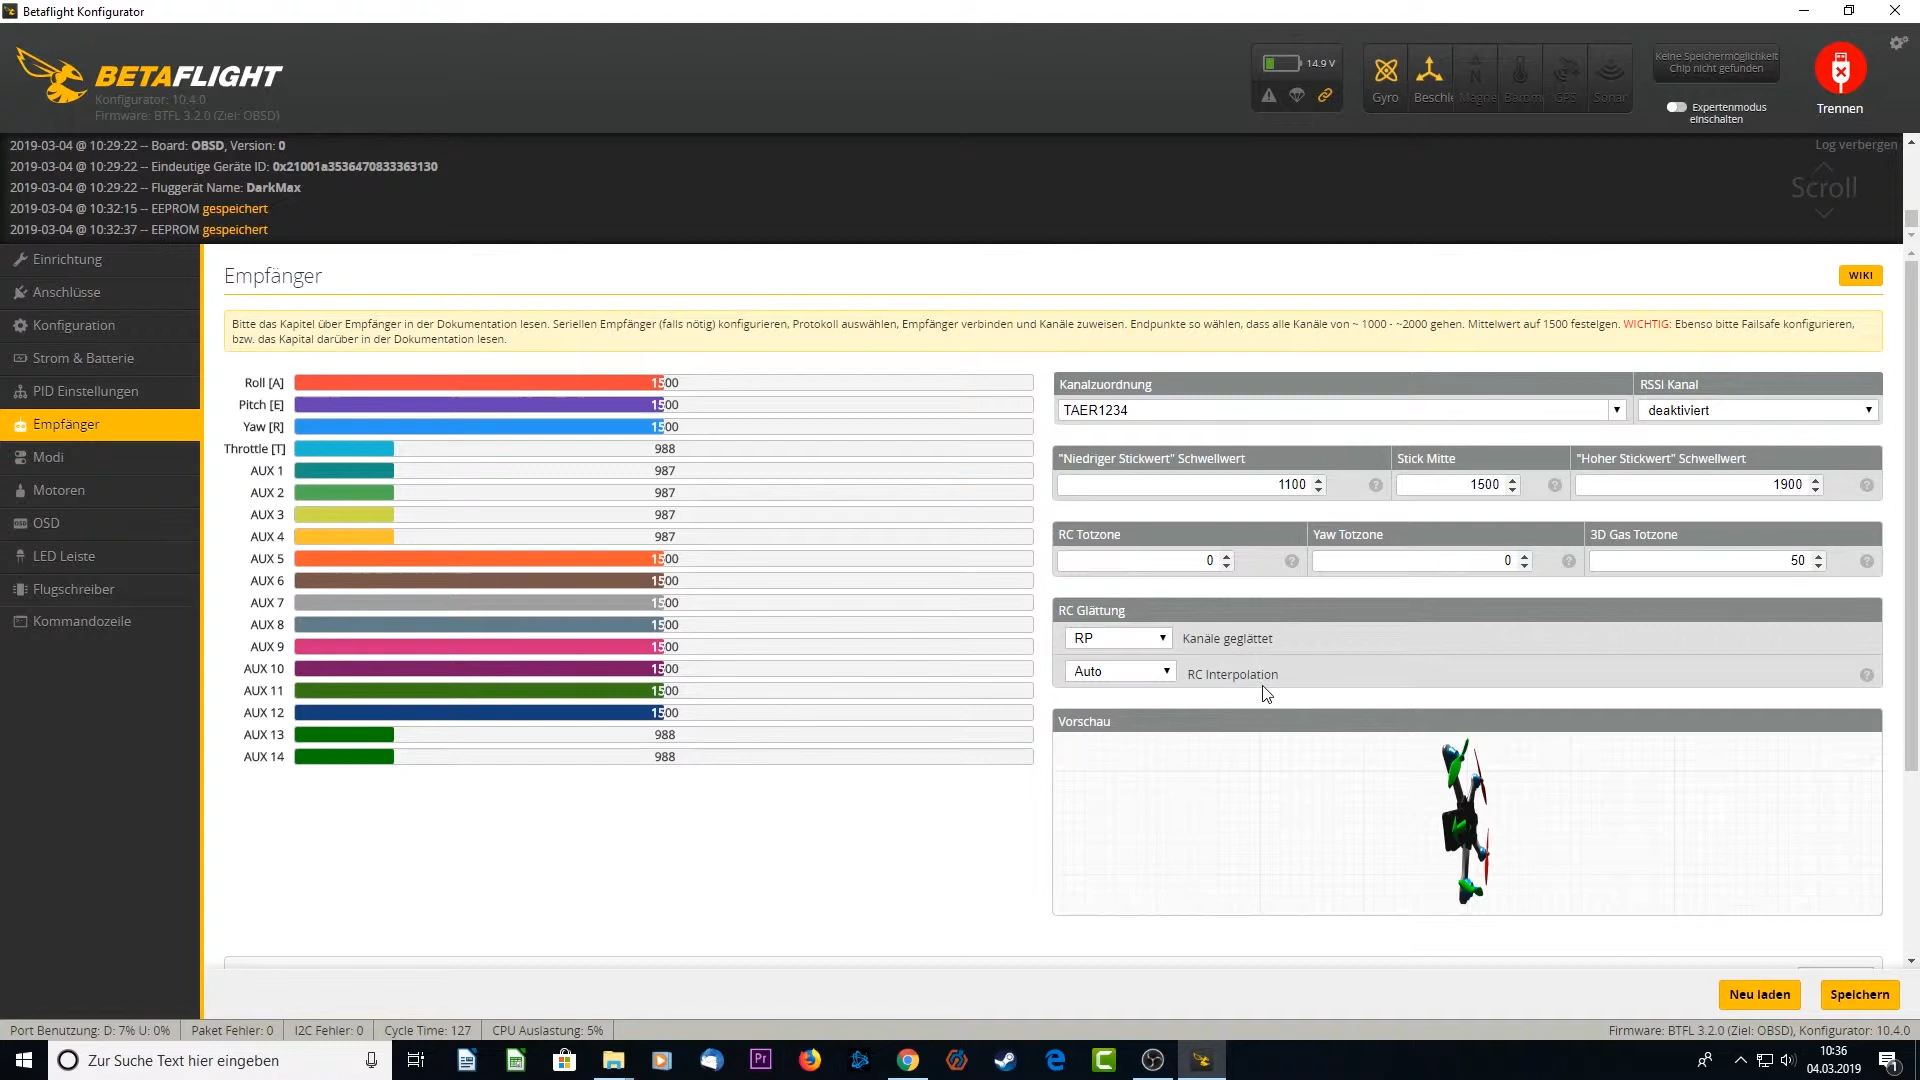 Betaflight Konfigurator
BETAFLIGHT
Konfigurator: 10.4.0
Firmware: BTFL 3.2.0 (Ziel: OBSD)
14.9 V
Gyro
Beschle
Magne
Barom
GPS
Sonar
Keine Speichermöglichkeit
Chip nicht gefunden
Expertenmodus
einschalten
Trennen
2019-03-04 @ 10:29:22 -- Board: OBSD, Version: 0
2019-03-04 @ 10:29:22 -- Eindeutige Geräte ID: 0x21001a3536470833363130
2019-03-04 @ 10:29:22 -- Fluggerät Name: DarkMax
2019-03-04 @ 10:32:15 -- EEPROM gespeichert
2019-03-04 @ 10:32:37 -- EEPROM gespeichert
Log verbergen
Scroll
Einrichtung
Anschlüsse
Konfiguration
Strom & Batterie
PID Einstellungen
Empfänger
Modi
Motoren
OSD
LED Leiste
Flugschreiber
Kommandozeile
Empfänger
WIKI
Bitte das Kapitel über Empfänger in der Dokumentation lesen. Seriellen Empfänger (falls nötig) konfigurieren, Protokoll auswählen, Empfänger verbinden und Kanäle zuweisen. Endpunkte so wählen, dass alle Kanäle von ~ 1000 - ~2000 gehen. Mittelwert auf 1500 festelgen. WICHTIG: Ebenso bitte Failsafe konfigurieren,
bzw. das Kapital darüber in der Dokumentation lesen.
Roll [A] 1500
Pitch [E] 1500
Yaw [R] 1500
Throttle [T] 988
AUX 1 987
AUX 2 987
AUX 3 987
AUX 4 987
AUX 5 1500
AUX 6 1500
AUX 7 1500
AUX 8 1500
AUX 9 1500
AUX 10 1500
AUX 11 1500
AUX 12 1500
AUX 13 988
AUX 14 988
Kanalzuordnung RSSI Kanal
TAER1234 deaktiviert
"Niedriger Stickwert" Schwellwert Stick Mitte "Hoher Stickwert" Schwellwert
1100 1500 1900
RC Totzone Yaw Totzone 3D Gas Totzone
0 0 50
RC Glättung
RP Kanäle geglättet
Auto RC Interpolation
Vorschau
Neu laden
Speichern
Port Benutzung: D: 7% U: 0% Paket Fehler: 0 I2C Fehler: 0 Cycle Time: 127 CPU Auslastung: 5% Firmware: BTFL 3.2.0 (Ziel: OBSD), Konfigurator: 10.4.0
Zur Suche Text hier eingeben
Pr
10:36
04.03.2019
1